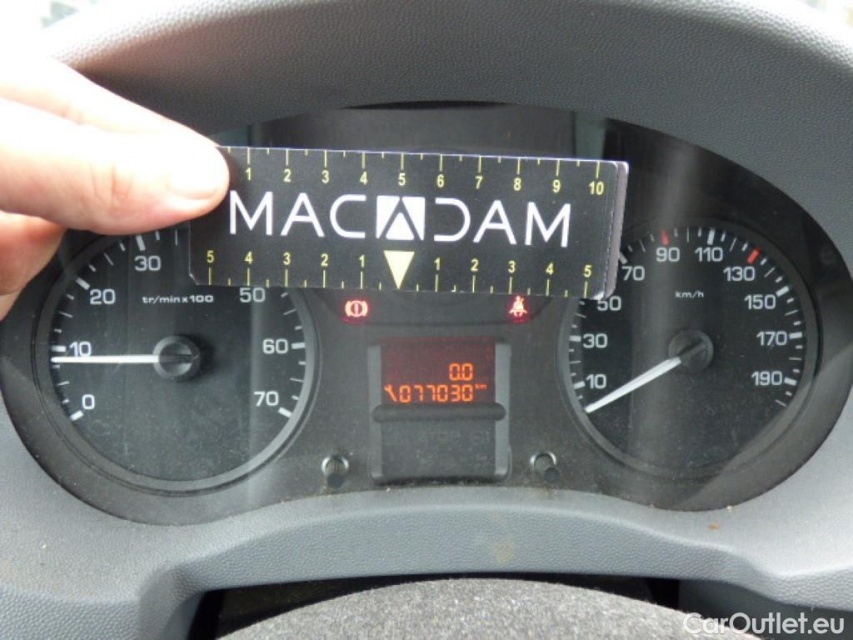 1 2 3 4 5 6 7 8 9 10
MACADAM
5 4 3 2 1 1 2 3 4 5
0 10 20 30 50 60 70
tr/min x 100
10 30 50 70 90 110 130 150 170 190
km/h
0.0
077030 km
CarOutlet.eu